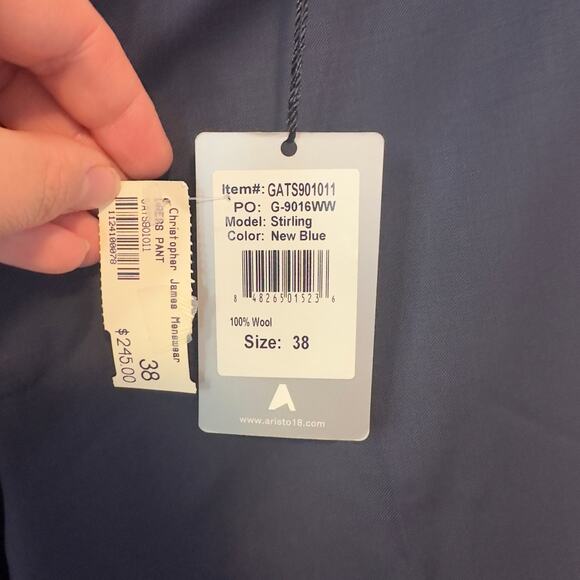 Item#: GATS901011
PO: G-9016WW
Model: Stirling
Color: New Blue
8 48265 01523 6
100% Wool
Size: 38
www.aristo18.com
Christopher James Menswear
DRESS PANT
GATS901011
38
$245.00